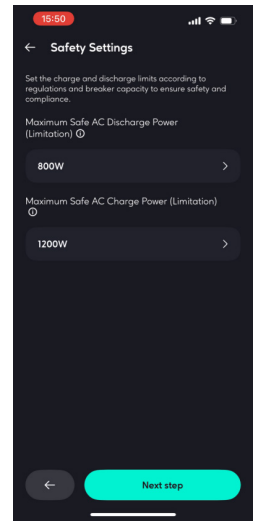 15:50
Safety Settings
Set the charge and discharge limits according to
regulations and breaker capacity to ensure safety and
compliance.
Maximum Safe AC Discharge Power
(Limitation)
800W
Maximum Safe AC Charge Power (Limitation)
1200W
Next step